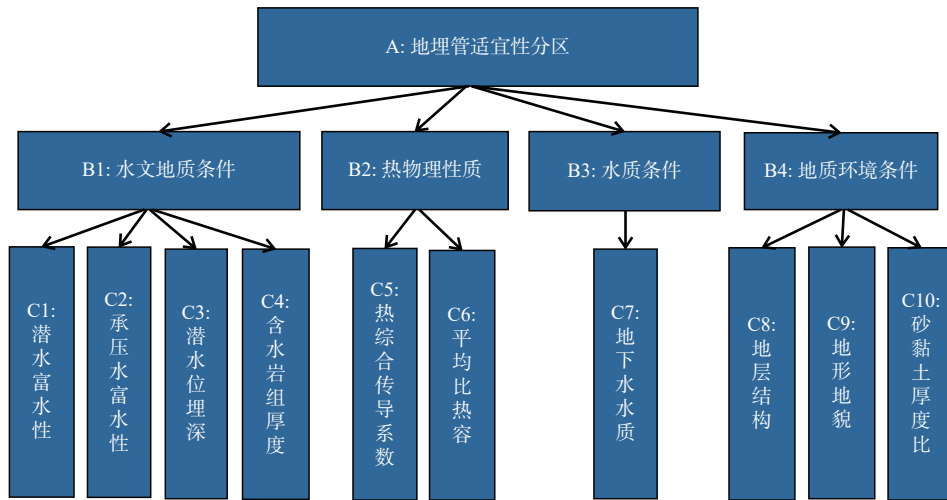 A: 地埋管适宜性分区
B1: 水文地质条件
B2: 热物理性质
B3: 水质条件
B4: 地质环境条件
C1:潜水富水性
C2:承压水富水性
C3:潜水位埋深
C4:含水岩组厚度
C5:热综合传导系数
C6:平均比热容
C7:地下水水质
C8:地层结构
C9:地形地貌
C10:砂黏土厚度比